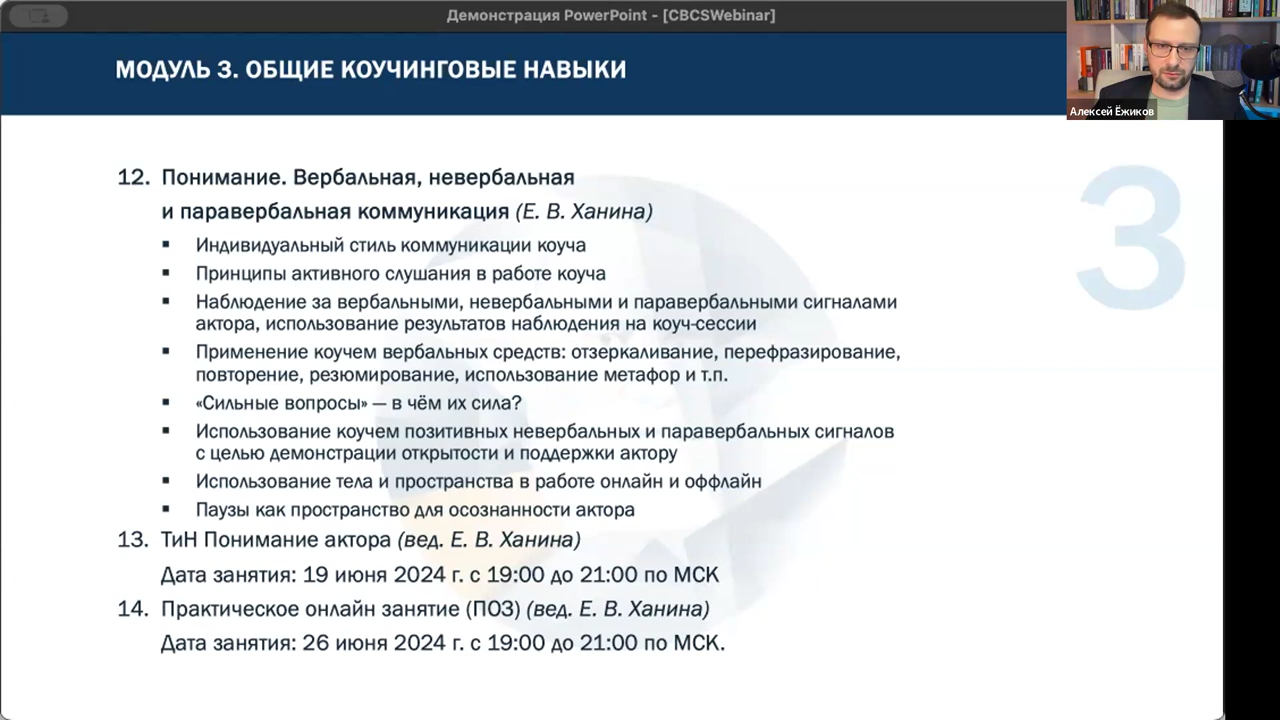 Демонстрация PowerPoint - [CBCSWebinar]
МОДУЛЬ 3. ОБЩИЕ КОУЧИНГОВЫЕ НАВЫКИ
Алексей Ёжиков
3
12. Понимание. Вербальная, невербальная
и паравербальная коммуникация (Е. В. Ханина)
▪ Индивидуальный стиль коммуникации коуча
▪ Принципы активного слушания в работе коуча
▪ Наблюдение за вербальными, невербальными и паравербальными сигналами
актора, использование результатов наблюдения на коуч-сессии
▪ Применение коучем вербальных средств: отзеркаливание, перефразирование,
повторение, резюмирование, использование метафор и т.п.
▪ «Сильные вопросы» — в чём их сила?
▪ Использование коучем позитивных невербальных и паравербальных сигналов
с целью демонстрации открытости и поддержки актору
▪ Использование тела и пространства в работе онлайн и оффлайн
▪ Паузы как пространство для осознанности актора
13. ТиН Понимание актора (вед. Е. В. Ханина)
Дата занятия: 19 июня 2024 г. с 19:00 до 21:00 по МСК
14. Практическое онлайн занятие (ПОЗ) (вед. Е. В. Ханина)
Дата занятия: 26 июня 2024 г. с 19:00 до 21:00 по МСК.